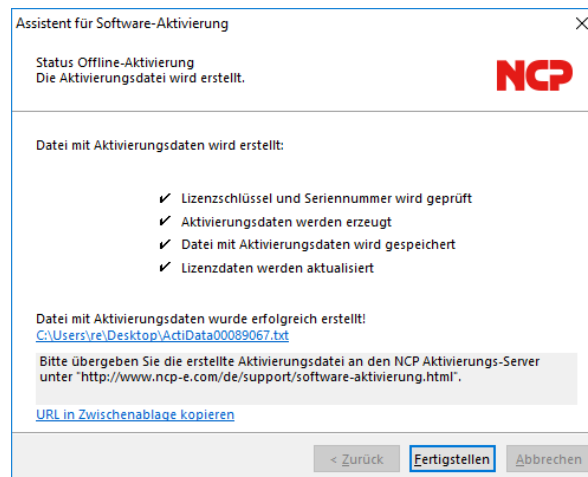 Assistent für Software-Aktivierung
Status Offline-Aktivierung
Die Aktivierungsdatei wird erstellt.
NCP
Datei mit Aktivierungsdaten wird erstellt:
✔ Lizenzschlüssel und Seriennummer wird geprüft
✔ Aktivierungsdaten werden erzeugt
✔ Datei mit Aktivierungsdaten wird gespeichert
✔ Lizenzdaten werden aktualisiert
Datei mit Aktivierungsdaten wurde erfolgreich erstellt!
C:\Users\re\Desktop\ActiData00089067.txt
Bitte übergeben Sie die erstellte Aktivierungsdatei an den NCP Aktivierungs-Server
unter "http://www.ncp-e.com/de/support/software-aktivierung.html".
URL in Zwischenablage kopieren
< Zurück Fertigstellen Abbrechen